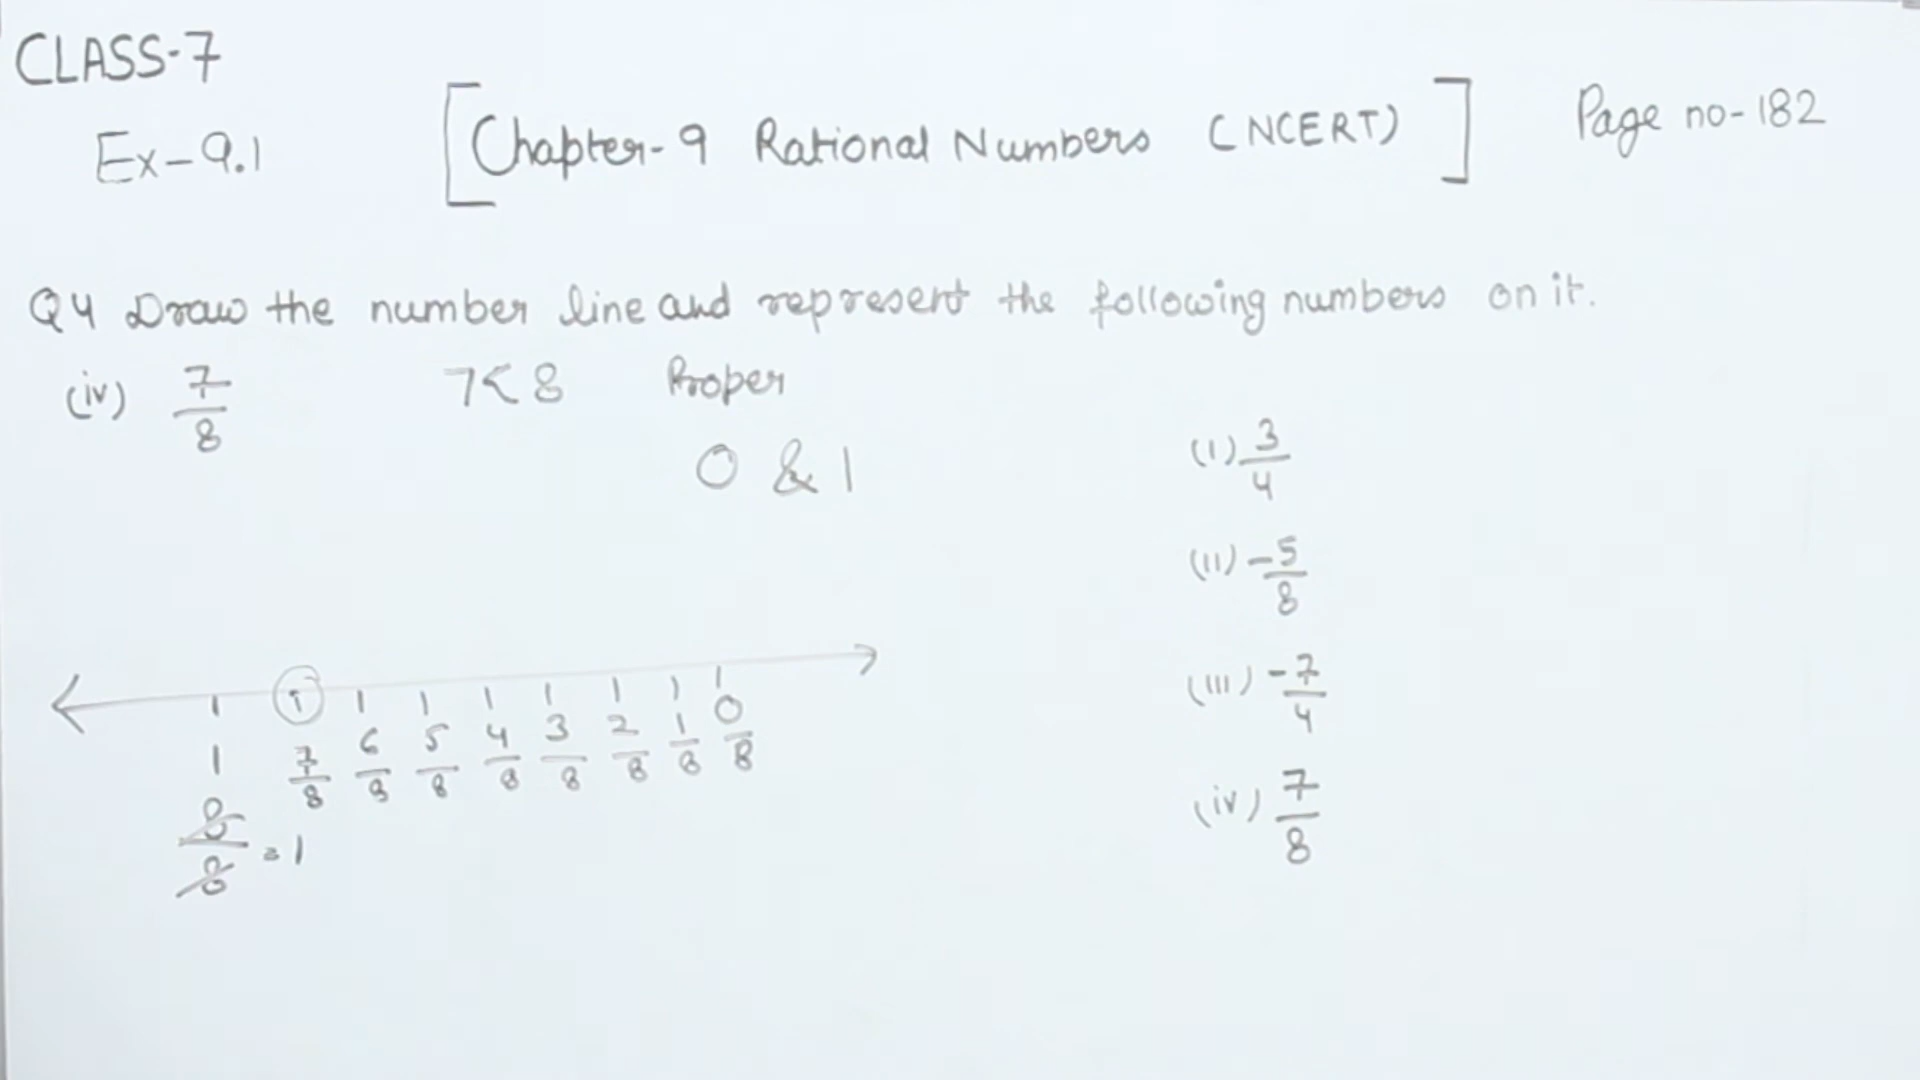 CLASS-7
Ex-9.1
[Chapter-9 Rational Numbers (NCERT)]
Page no-182
Q4 Draw the number line and represent the following numbers on it.
(iv) 7/8 7<8 Proper
0 & 1
1 7/8 6/8 5/8 4/8 3/8 2/8 1/8 0/8
8/8 = 1
(i) 3/4
(ii) -5/8
(iii) -7/4
(iv) 7/8